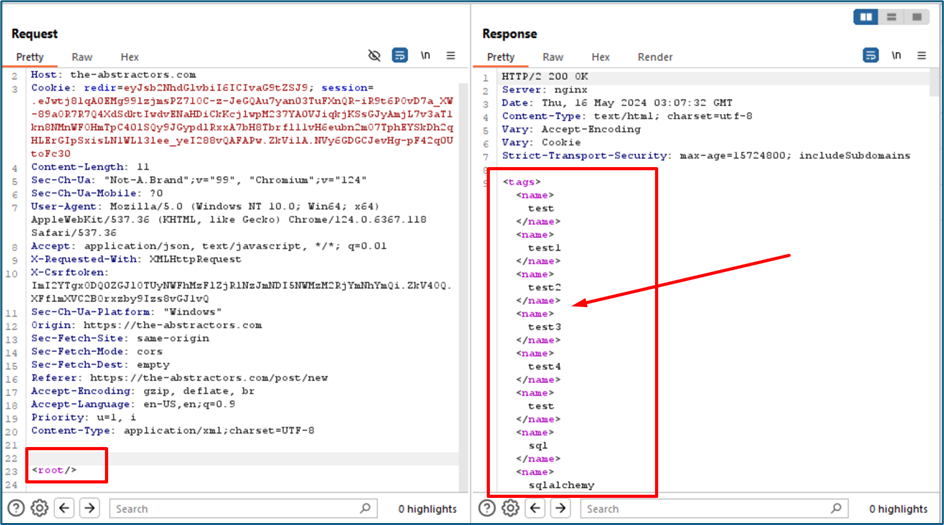 Request
Pretty Raw Hex \n
2 Host: the-abstractors.com
3 Cookie: redir=eyJsb2NhdGlvbiI6ICIvaG9tZSJ9; session=
4 Content-Length: 11
5 Sec-Ch-Ua: "Not-A.Brand";v="99", "Chromium";v="124"
6 Sec-Ch-Ua-Mobile: ?0
7 User-Agent: Mozilla/5.0 (Windows NT 10.0; Win64; x64)
AppleWebKit/537.36 (KHTML, like Gecko) Chrome/124.0.6367.118
Safari/537.36
8 Accept: application/json, text/javascript, */*; q=0.01
9 X-Requested-With: XMLHttpRequest
10 X-Csrftoken:
11 Sec-Ch-Ua-Platform: "Windows"
12 Origin: https://the-abstractors.com
13 Sec-Fetch-Site: same-origin
14 Sec-Fetch-Mode: cors
15 Sec-Fetch-Dest: empty
16 Referer: https://the-abstractors.com/post/new
17 Accept-Encoding: gzip, deflate, br
18 Accept-Language: en-US,en;q=0.9
19 Priority: u=1, i
20 Content-Type: application/xml;charset=UTF-8
21
22
23 <root/>
Search 0 highlights
Response
Pretty Raw Hex Render \n
1 HTTP/2 200 OK
2 Server: nginx
3 Date: Thu, 16 May 2024 03:07:32 GMT
4 Content-Type: text/html; charset=utf-8
5 Vary: Accept-Encoding
6 Vary: Cookie
7 Strict-Transport-Security: max-age=15724800; includeSubdomains
8
9 <tags>
<name>
test
</name>
<name>
test1
</name>
<name>
test2
</name>
<name>
test3
</name>
<name>
test4
</name>
<name>
test
</name>
<name>
sql
</name>
<name>
sqlalchemy
Search 0 highlights